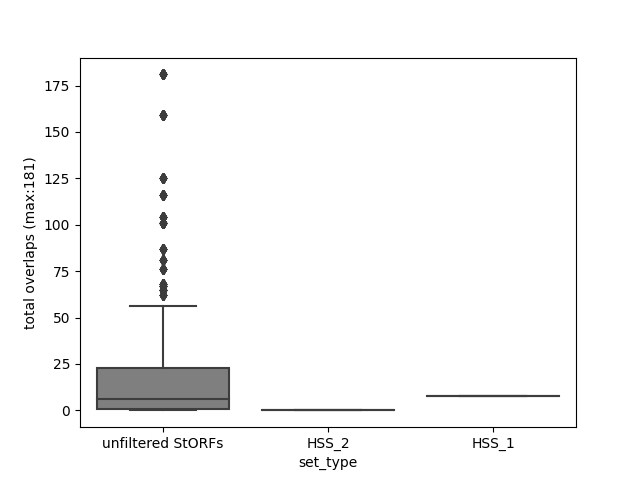 total overlaps (max:181)
175
150
125
100
75
50
25
0
unfiltered StORFs
HSS_2
HSS_1
set_type